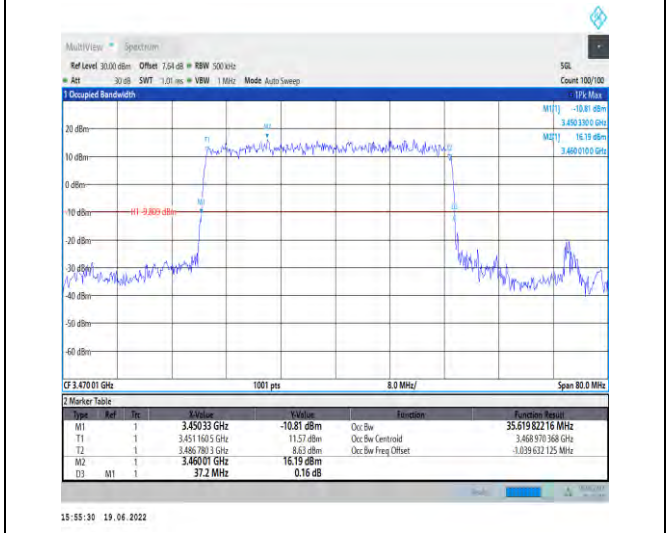 MultiView Spectrum
Ref Level 30.00 dBm Offset 7.64 dB RBW 500 kHz SGL
Att 30 dB SWT 1.01 ms VBW 1 MHz Mode Auto Sweep Count 100/100
1 Occupied Bandwidth 1Pk Max
M1[1] -10.81 dBm
3.450 330 0 GHz
M2[1] 16.19 dBm
3.460 010 0 GHz
20 dBm
10 dBm
0 dBm
-10 dBm
H1 -9.809 dBm
-20 dBm
-30 dBm
-40 dBm
-50 dBm
-60 dBm
T1
M2
T2
M1
CF 3.470 01 GHz 1001 pts 8.0 MHz/ Span 80.0 MHz
2 Marker Table
Type Ref Trc X-Value Y-Value Function Function Result
M1 1 3.450 33 GHz -10.81 dBm Occ Bw 35.619 822 16 MHz
T1 1 3.451 160 5 GHz 11.57 dBm Occ Bw Centroid 3.468 970 368 GHz
T2 1 3.486 780 3 GHz 8.63 dBm Occ Bw Freq Offset -1.039 632 125 MHz
M2 1 3.460 01 GHz 16.19 dBm
D3 M1 1 37.2 MHz 0.16 dB
15:55:30 19.06.2022